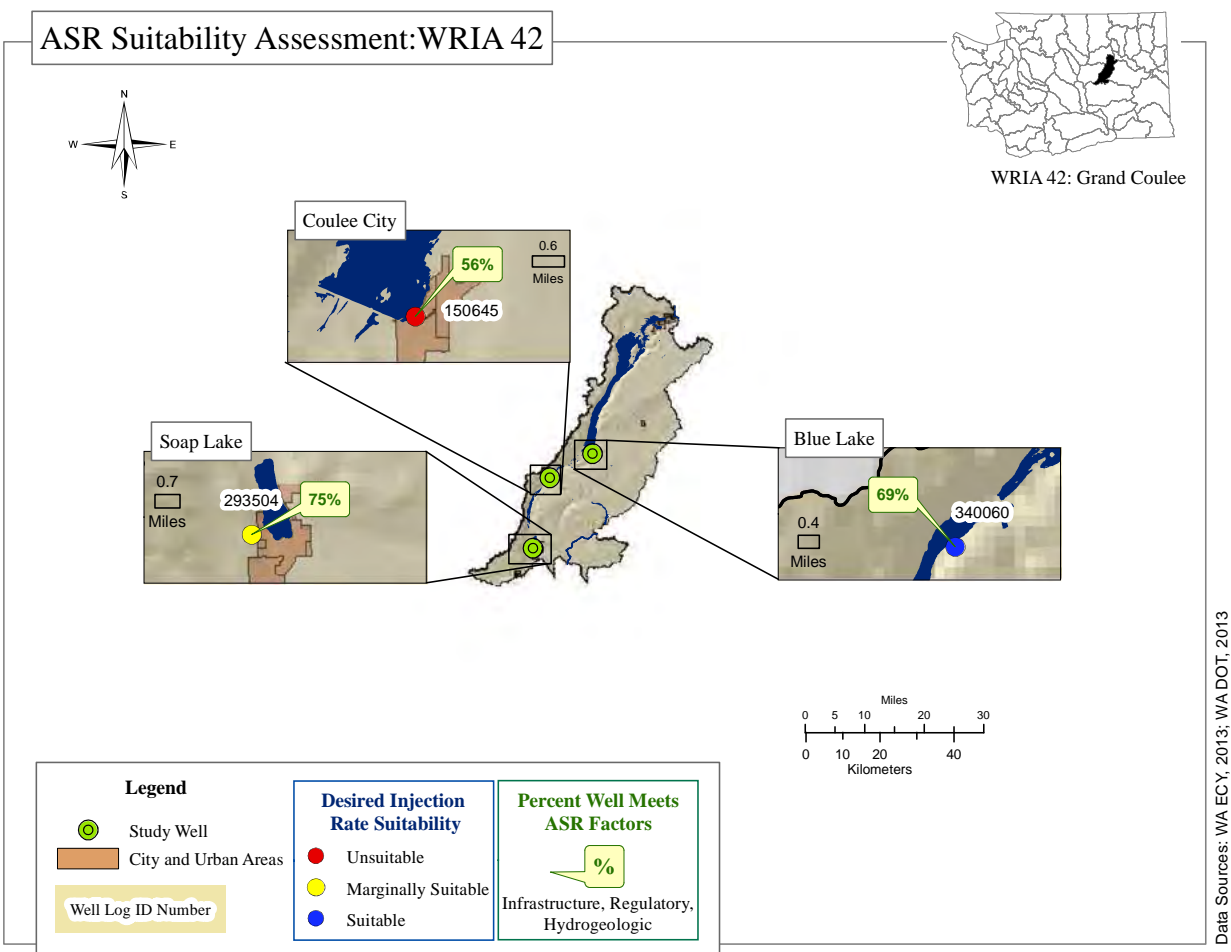 ASR Suitability Assessment:WRIA 42
N
W
E
S
WRIA 42: Grand Coulee
Coulee City
56%
0.6
Miles
150645
Soap Lake
0.7
Miles
293504
75%
Blue Lake
69%
340060
0.4
Miles
Miles
0 5 10 20 30
0 10 20 40
Kilometers
Legend
Study Well
City and Urban Areas
Well Log ID Number
Desired Injection
Rate Suitability
Unsuitable
Marginally Suitable
Suitable
Percent Well Meets
ASR Factors
%
Infrastructure, Regulatory,
Hydrogeologic
Data Sources: WA ECY, 2013; WA DOT, 2013